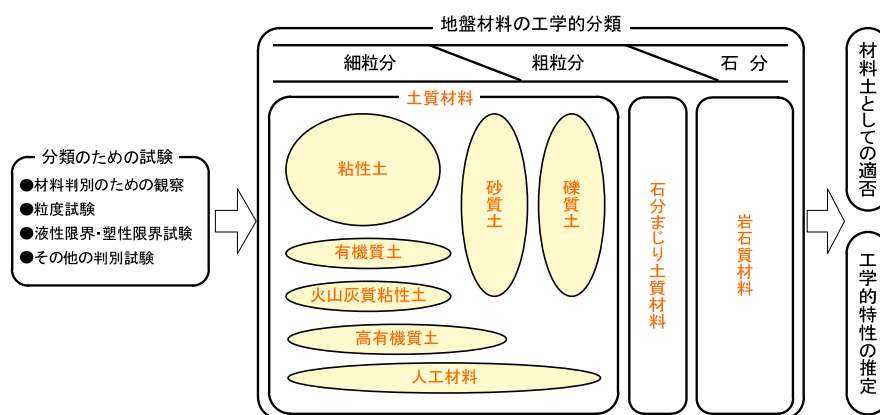 地盤材料の工学的分類
細粒分
粗粒分
石 分
土質材料
粘性土
砂質土
礫質土
有機質土
火山灰質粘性土
高有機質土
人工材料
石分まじり土質材料
岩石質材料
分類のための試験
●材料判別のための観察
●粒度試験
●液性限界・塑性限界試験
●その他の判別試験
材料土としての適否
工学的特性の推定